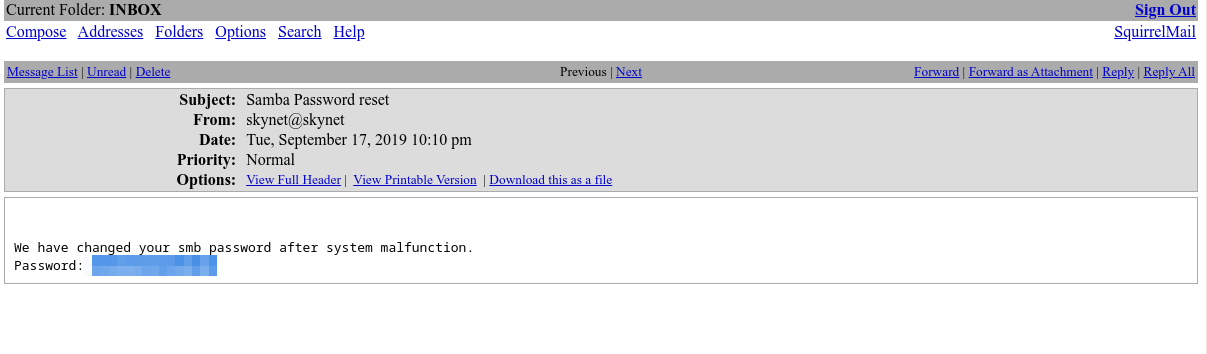 Current Folder: INBOX Sign Out
Compose Addresses Folders Options Search Help SquirrelMail
Message List | Unread | Delete Previous | Next Forward | Forward as Attachment | Reply | Reply All
Subject: Samba Password reset
From: skynet@skynet
Date: Tue, September 17, 2019 10:10 pm
Priority: Normal
Options: View Full Header | View Printable Version | Download this as a file
We have changed your smb password after system malfunction.
Password: